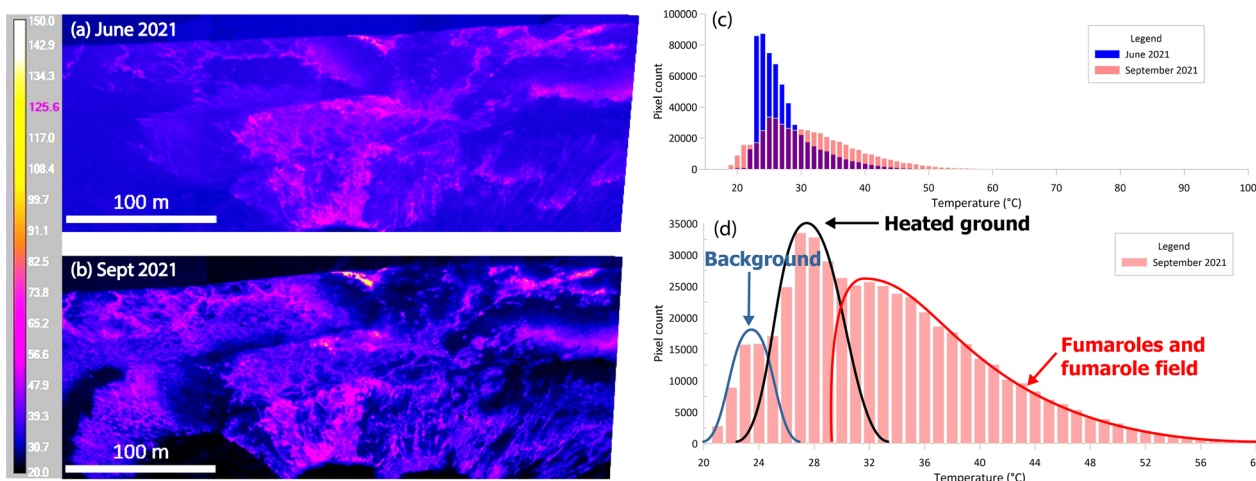 (a) June 2021
150.0
142.9
134.3
125.6
117.0
108.4
99.7
91.1
82.5
73.8
65.2
56.6
47.9
39.3
30.7
20.0
100 m
(b) Sept 2021
100 m
(c)
Pixel count
100000
80000
60000
40000
20000
0
20 30 40 50 60 70 80 90 100
Temperature (°C)
Legend
June 2021
September 2021
(d)
Pixel count
35000
30000
25000
20000
15000
10000
5000
0
20 24 28 32 36 40 44 48 52 56
Temperature (°C)
Background
Heated ground
Fumaroles and
fumarole field
Legend
September 2021